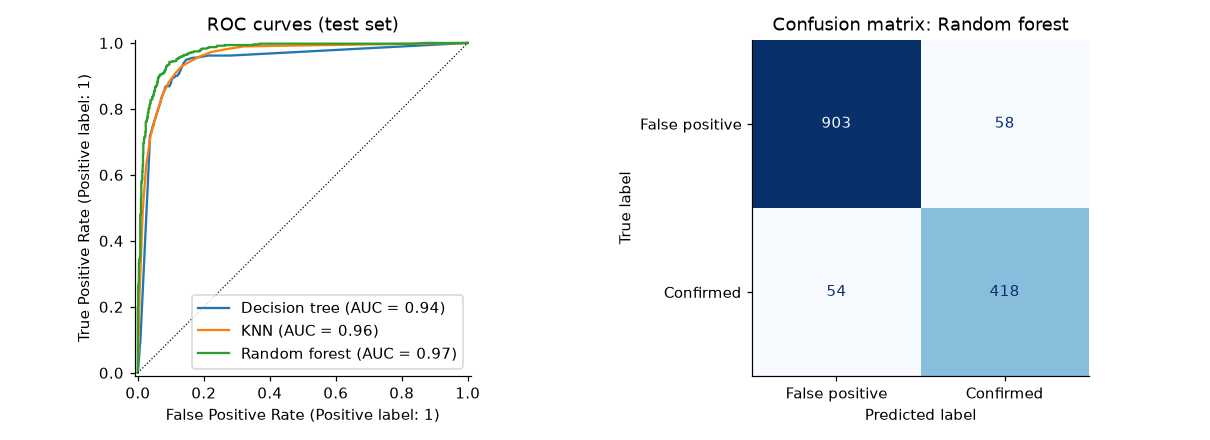 ROC curves (test set)
1.0
0.8
0.6
0.4
0.2
0.0
True Positive Rate (Positive label: 1)
Decision tree (AUC = 0.94)
KNN (AUC = 0.96)
Random forest (AUC = 0.97)
0.0 0.2 0.4 0.6 0.8 1.0
False Positive Rate (Positive label: 1)
Confusion matrix: Random forest
True label
False positive 903 58
Confirmed 54 418
False positive Confirmed
Predicted label